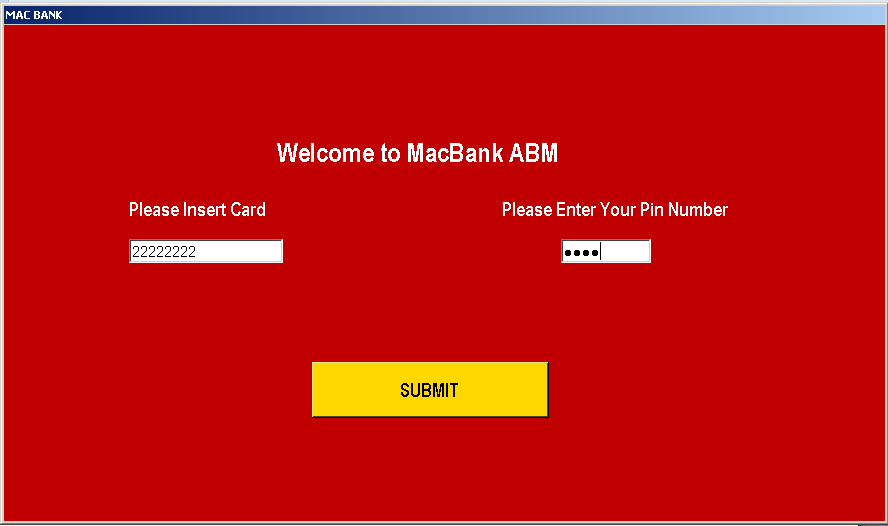 MAC BANK
Welcome to MacBank ABM
Please Insert Card
Please Enter Your Pin Number
22222222
••••
SUBMIT